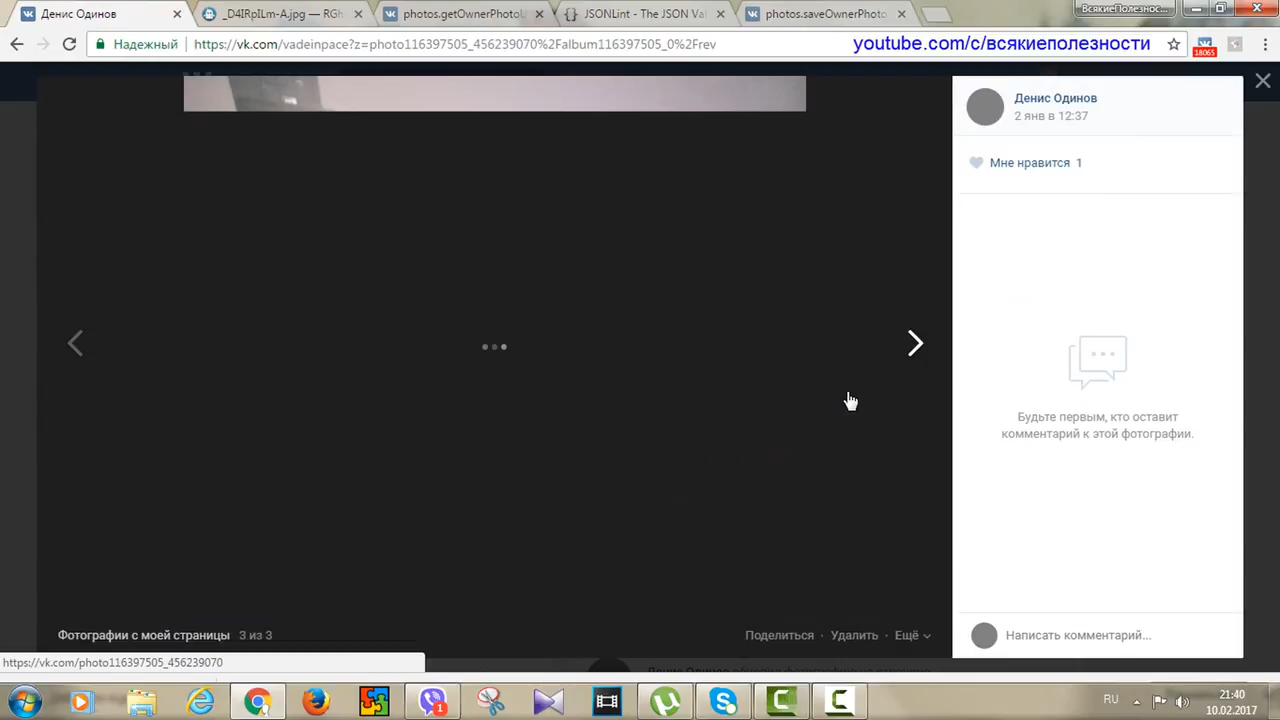 Денис Одинов
_D4IRpILm-A.jpg — RGh
photos.getOwnerPhotoU
JSONLint - The JSON Val
photos.saveOwnerPhoto
ВсякиеПолезнос...
Надежный
https://vk.com/vadeinpace?z=photo116397505_456239070%2Falbum116397505_0%2Frev
youtube.com/c/всякиеполезности
18065
Денис Одинов
2 янв в 12:37
Мне нравится 1
Будьте первым, кто оставит
комментарий к этой фотографии.
Фотографии с моей страницы 3 из 3
Поделиться · Удалить · Ещё
Написать комментарий...
https://vk.com/photo116397505_456239070
1
RU
21:40
10.02.2017